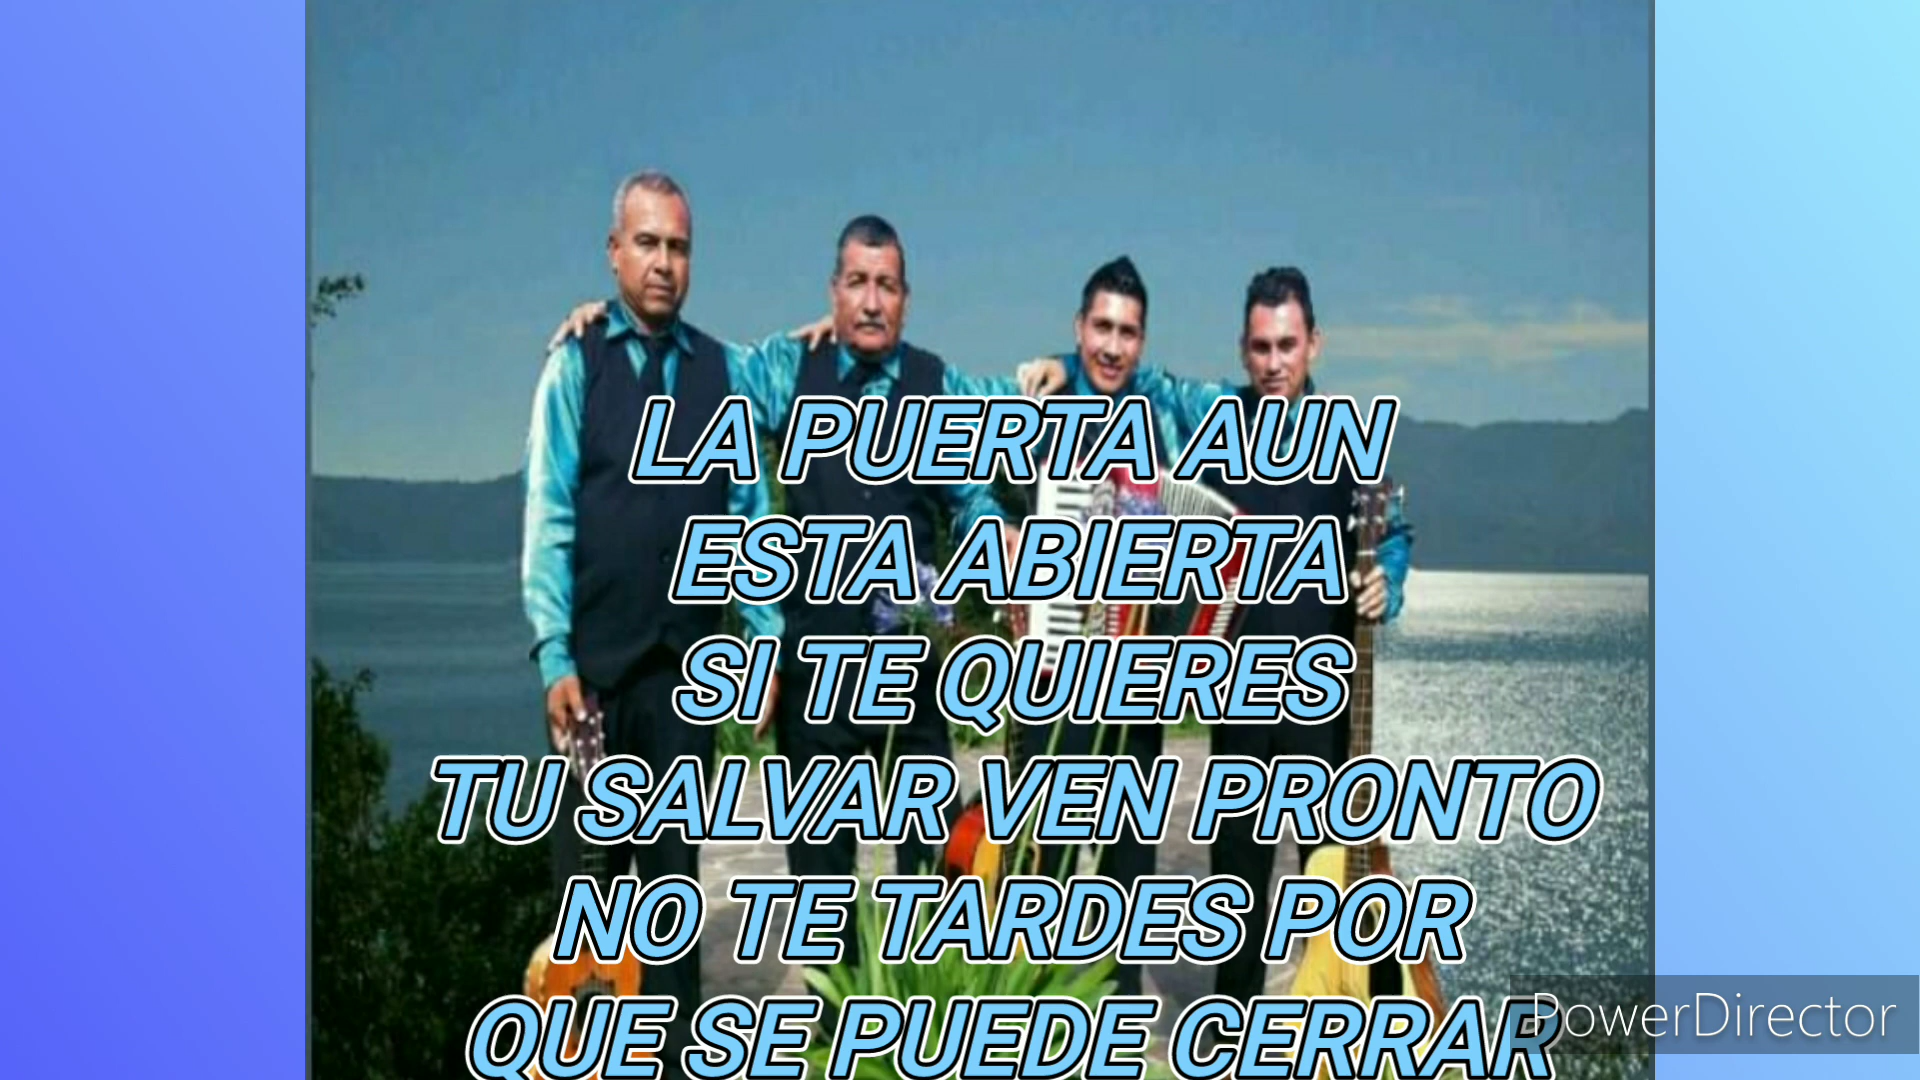 LA PUERTA AUN
ESTA ABIERTA
SI TE QUIERES
TU SALVAR VEN PRONTO
NO TE TARDES POR
QUE SE PUEDE CERRAR
PowerDirector